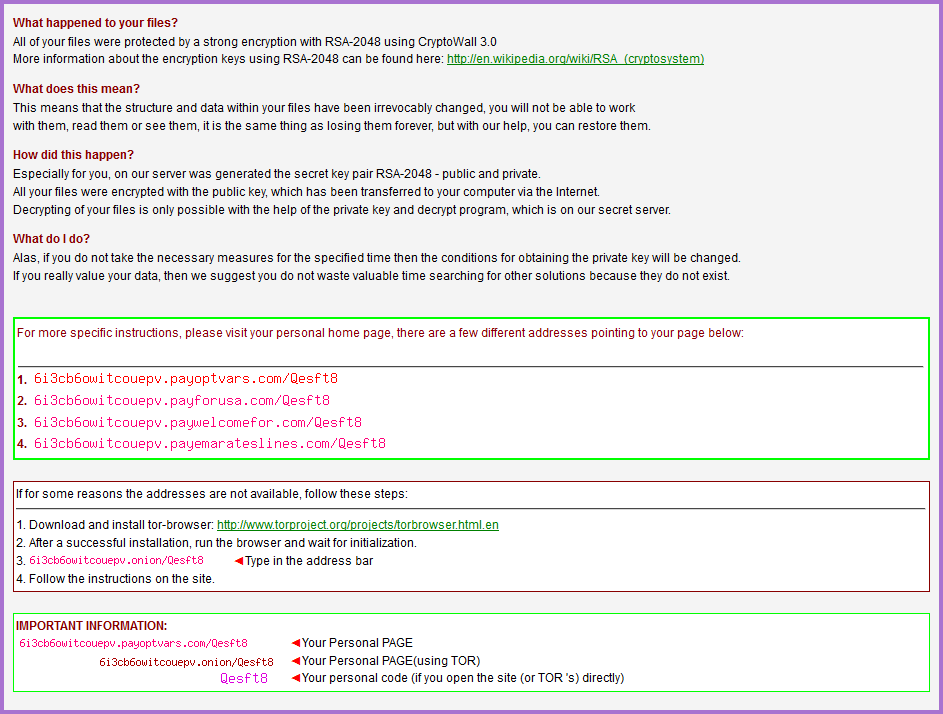 What happened to your files?
All of your files were protected by a strong encryption with RSA-2048 using CryptoWall 3.0
More information about the encryption keys using RSA-2048 can be found here: http://en.wikipedia.org/wiki/RSA_(cryptosystem)
What does this mean?
This means that the structure and data within your files have been irrevocably changed, you will not be able to work
with them, read them or see them, it is the same thing as losing them forever, but with our help, you can restore them.
How did this happen?
Especially for you, on our server was generated the secret key pair RSA-2048 - public and private.
All your files were encrypted with the public key, which has been transferred to your computer via the Internet.
Decrypting of your files is only possible with the help of the private key and decrypt program, which is on our secret server.
What do I do?
Alas, if you do not take the necessary measures for the specified time then the conditions for obtaining the private key will be changed.
If you really value your data, then we suggest you do not waste valuable time searching for other solutions because they do not exist.
For more specific instructions, please visit your personal home page, there are a few different addresses pointing to your page below:
1. 6i3cb6owitcouepv.payoptvars.com/Qesft8
2. 6i3cb6owitcouepv.payforusa.com/Qesft8
3. 6i3cb6owitcouepv.paywelcomefor.com/Qesft8
4. 6i3cb6owitcouepv.payemarateslines.com/Qesft8
If for some reasons the addresses are not available, follow these steps:
1. Download and install tor-browser: http://www.torproject.org/projects/torbrowser.html.en
2. After a successful installation, run the browser and wait for initialization.
3. 6i3cb6owitcouepv.onion/Qesft8 ◄Type in the address bar
4. Follow the instructions on the site.
IMPORTANT INFORMATION:
6i3cb6owitcouepv.payoptvars.com/Qesft8 ◄Your Personal PAGE
6i3cb6owitcouepv.onion/Qesft8 ◄Your Personal PAGE(using TOR)
Qesft8 ◄Your personal code (if you open the site (or TOR 's) directly)